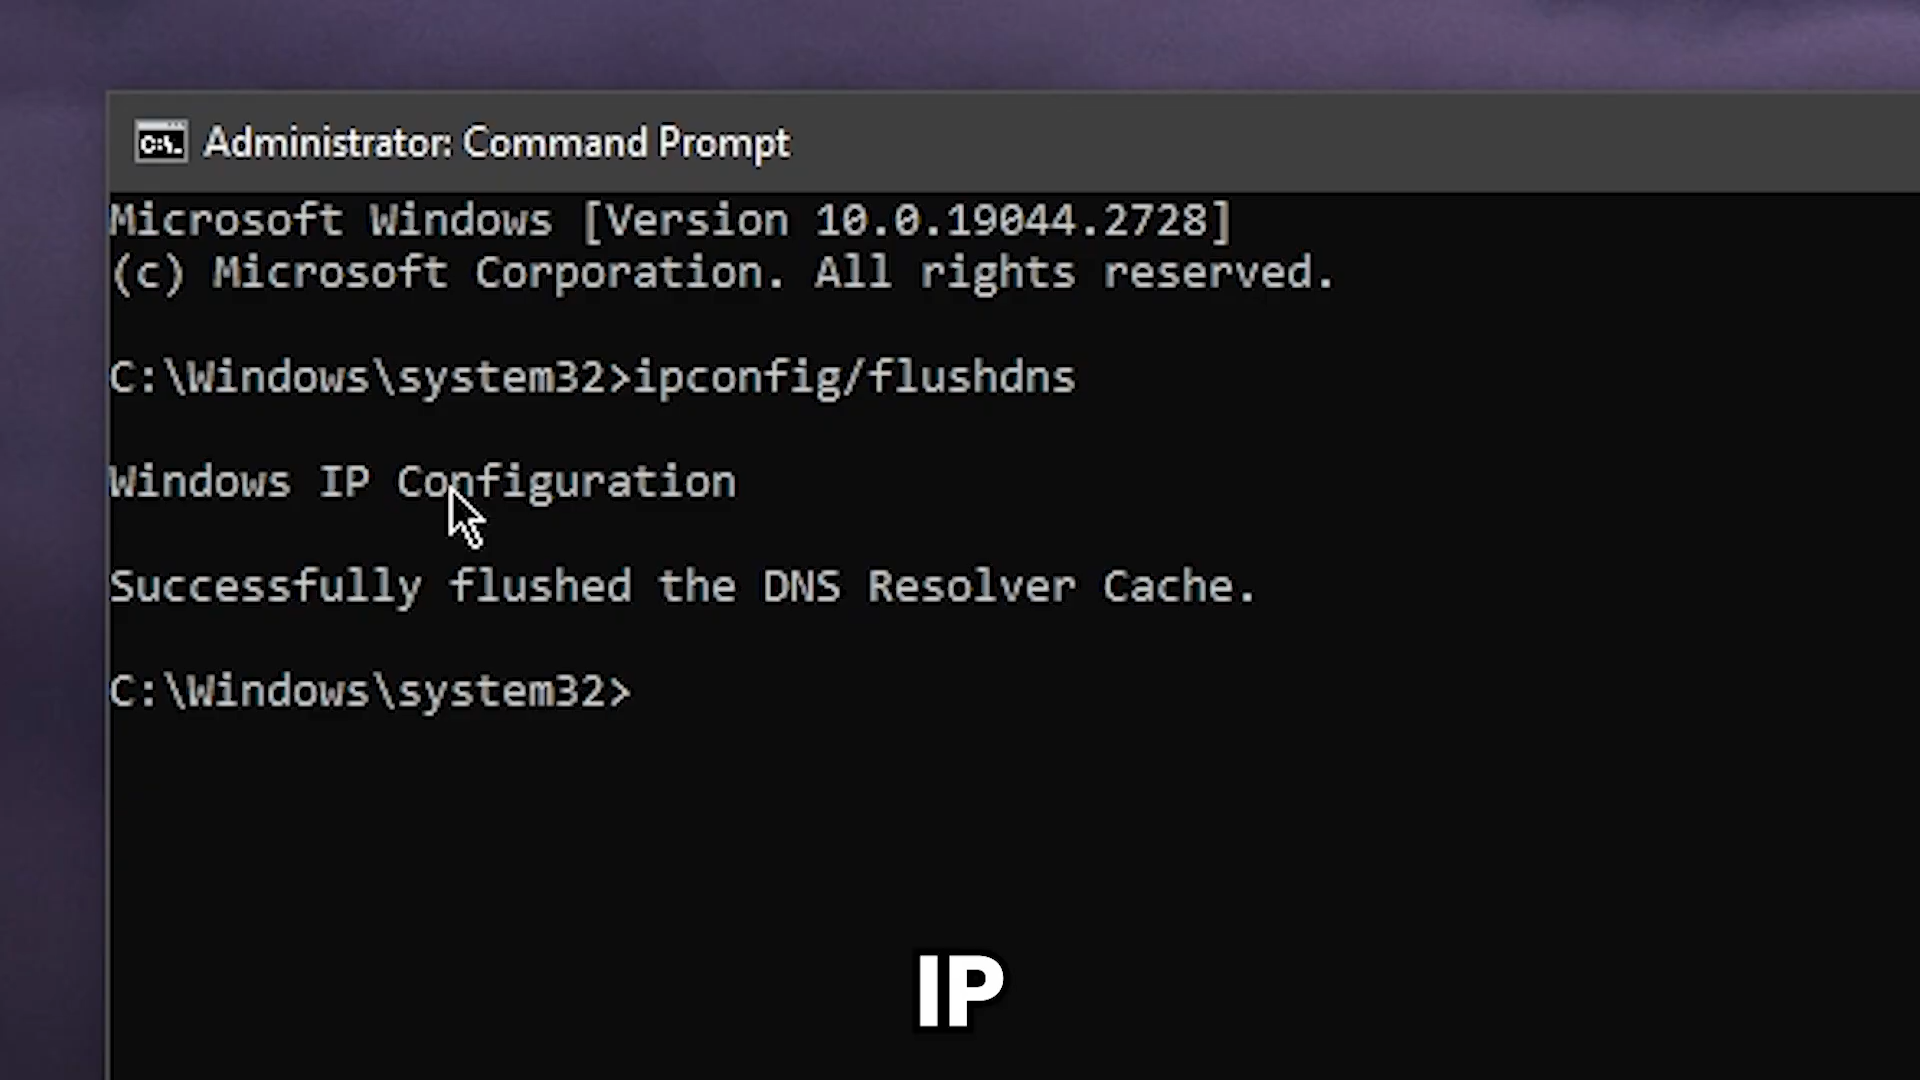 Administrator: Command Prompt
Microsoft Windows [Version 10.0.19044.2728]
(c) Microsoft Corporation. All rights reserved.
C:\Windows\system32>ipconfig/flushdns
Windows IP Configuration
Successfully flushed the DNS Resolver Cache.
C:\Windows\system32>
IP